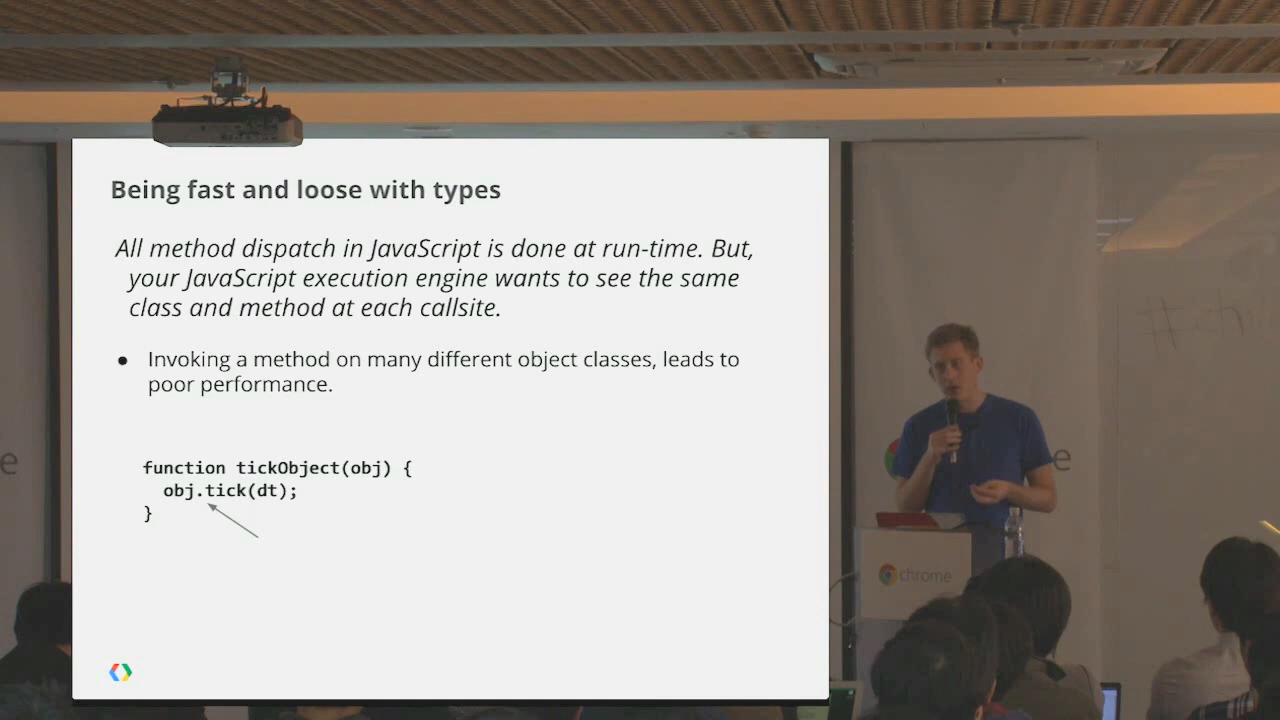 Being fast and loose with types
All method dispatch in JavaScript is done at run-time. But,
your JavaScript execution engine wants to see the same
class and method at each callsite.
● Invoking a method on many different object classes, leads to
poor performance.
function tickObject(obj) {
obj.tick(dt);
}
chrome
e
e